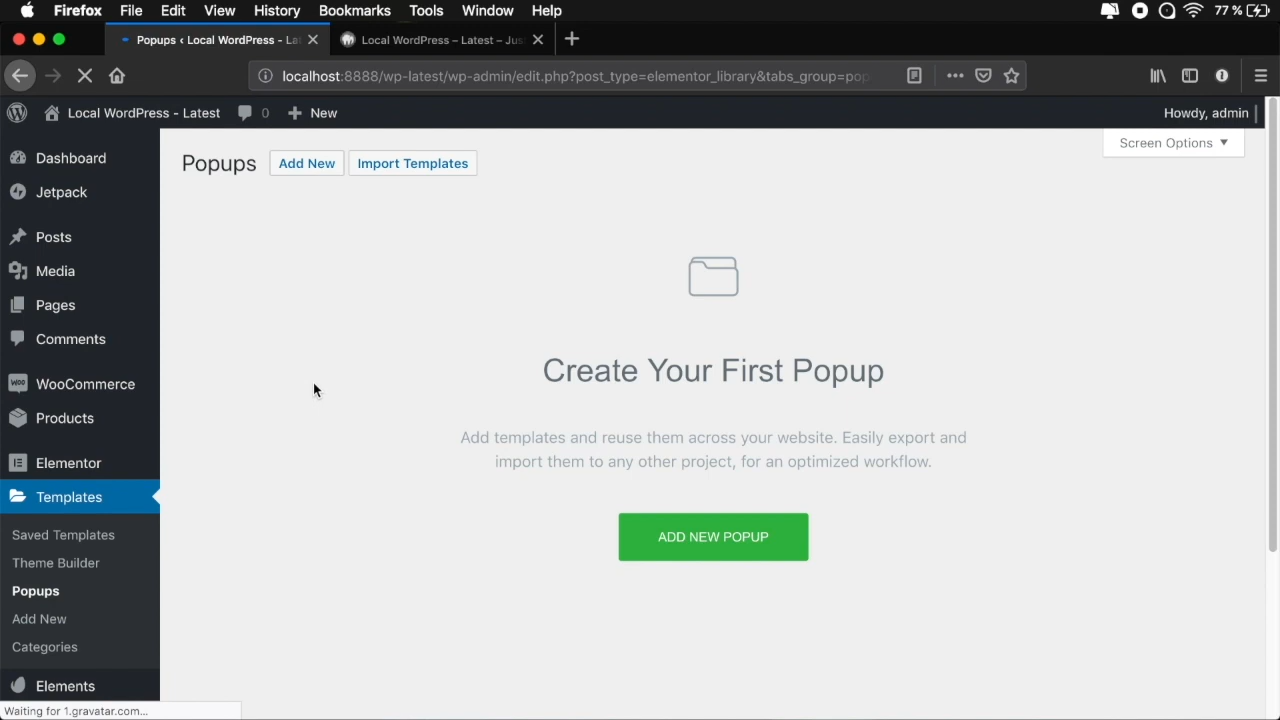 Firefox File Edit View History Bookmarks Tools Window Help 77 %
Popups ‹ Local WordPress - La
Local WordPress – Latest – Jus
localhost:8888/wp-latest/wp-admin/edit.php?post_type=elementor_library&tabs_group=pop
Local WordPress - Latest 0 New Howdy, admin
Screen Options
Popups Add New Import Templates
Dashboard
Jetpack
Posts
Media
Pages
Comments
WooCommerce
Products
Elementor
Templates
Saved Templates
Theme Builder
Popups
Add New
Categories
Elements
Create Your First Popup
Add templates and reuse them across your website. Easily export and
import them to any other project, for an optimized workflow.
ADD NEW POPUP
Waiting for 1.gravatar.com...